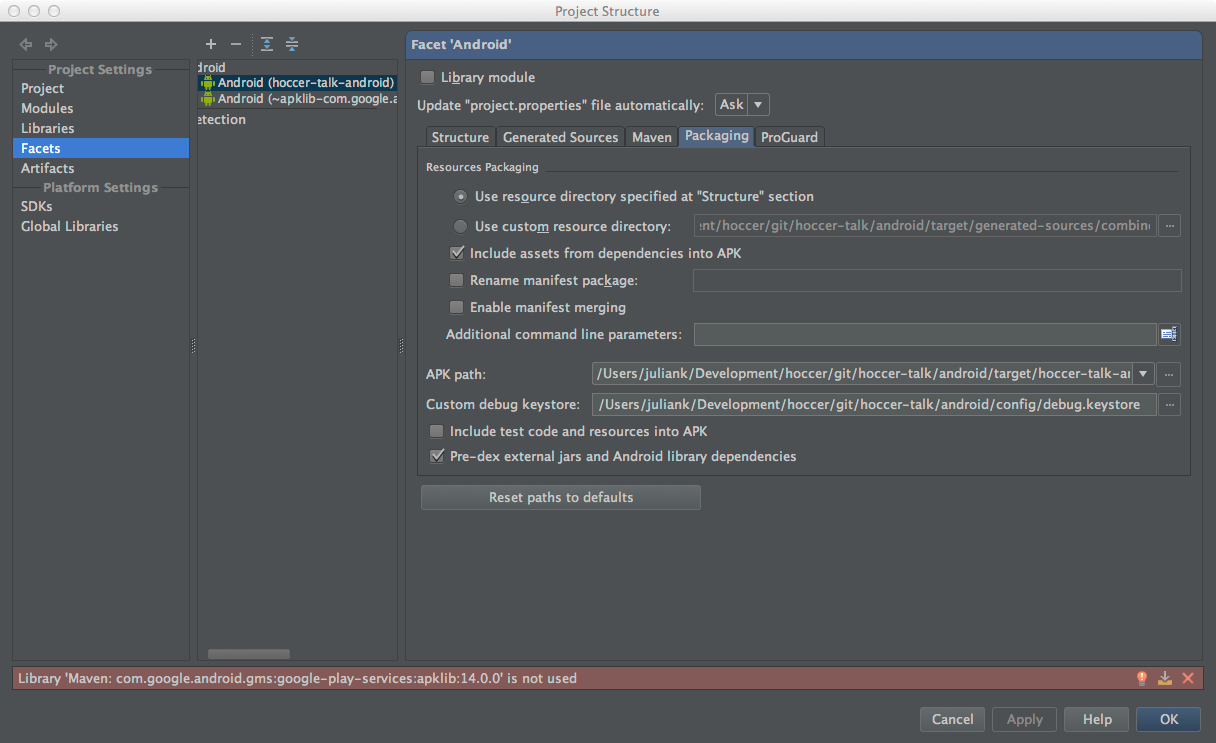 Project Structure
Project Settings
Project
Modules
Libraries
Facets
Artifacts
Platform Settings
SDKs
Global Libraries
droid
Android (hoccer-talk-android)
Android (~apklib-com.google.a
etection
Facet 'Android'
Library module
Update "project.properties" file automatically: Ask
Structure Generated Sources Maven Packaging ProGuard
Resources Packaging
Use resource directory specified at "Structure" section
Use custom resource directory: nt/hoccer/git/hoccer-talk/android/target/generated-sources/combin ...
Include assets from dependencies into APK
Rename manifest package:
Enable manifest merging
Additional command line parameters:
APK path: /Users/juliank/Development/hoccer/git/hoccer-talk/android/target/hoccer-talk-a ...
Custom debug keystore: /Users/juliank/Development/hoccer/git/hoccer-talk/android/config/debug.keystore ...
Include test code and resources into APK
Pre-dex external jars and Android library dependencies
Reset paths to defaults
Library 'Maven: com.google.android.gms:google-play-services:apklib:14.0.0' is not used
Cancel Apply Help OK